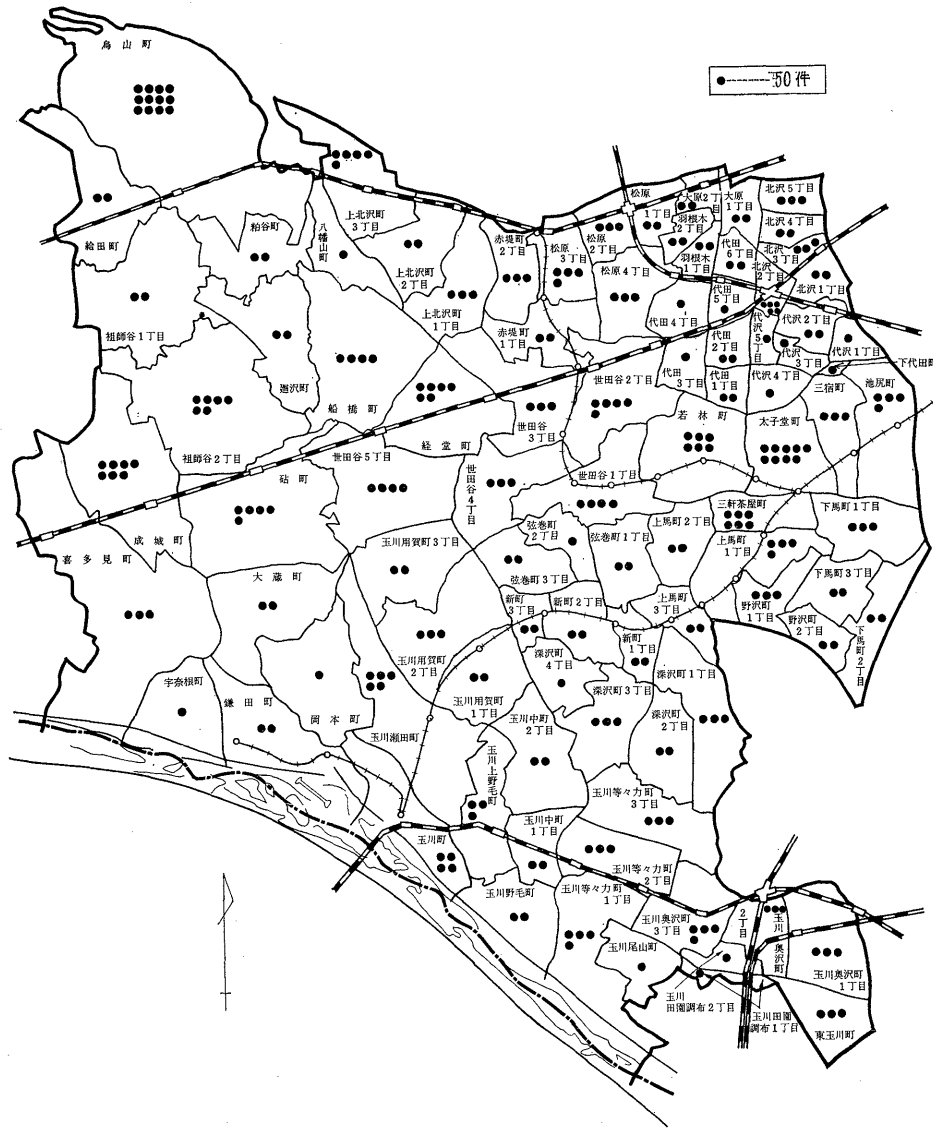 烏山町
●-------50件
給田町
粕谷町
八幡山町
上北沢町
3丁目
上北沢町
2丁目
上北沢町
1丁目
赤堤町
2丁目
赤堤町
1丁目
松原
3丁目
松原
2丁目
松原
1丁目
松原4丁目
大原2丁目
大原
1丁目
羽根木
2丁目
羽根木
1丁目
北沢5丁目
北沢4丁目
北沢
3丁目
北沢
2丁目
北沢1丁目
代田
6丁目
代田
5丁目
代田4丁目
代田
3丁目
代田
2丁目
代田
1丁目
代沢
5丁目
代沢2丁目
代沢
3丁目
代沢1丁目
代沢4丁目
下代田町
三宿町
池尻町
太子堂町
若林町
世田谷2丁目
世田谷
3丁目
世田谷1丁目
世田谷4丁目
世田谷5丁目
経堂町
船橋町
廻沢町
祖師谷1丁目
祖師谷2丁目
砧町
成城町
喜多見町
大蔵町
宇奈根町
鎌田町
岡本町
玉川瀬田町
玉川用賀町3丁目
玉川用賀町
2丁目
玉川用賀町
1丁目
弦巻町
2丁目
弦巻町1丁目
弦巻町3丁目
上馬町2丁目
上馬町
1丁目
上馬町
3丁目
三軒茶屋町
下馬町1丁目
下馬町3丁目
下馬町2丁目
野沢町
1丁目
野沢町
2丁目
新町
3丁目
新町2丁目
新町
1丁目
深沢町
4丁目
深沢町3丁目
深沢町1丁目
深沢町
2丁目
玉川中町
2丁目
玉川中町
1丁目
玉川上野毛町
玉川町
玉川野毛町
玉川等々力町
3丁目
玉川等々力町
2丁目
玉川等々力町
1丁目
玉川奥沢町
3丁目
2丁目
玉川奥沢町
玉川奥沢町
1丁目
玉川尾山町
玉川
田園調布2丁目
玉川田園
調布1丁目
東玉川町